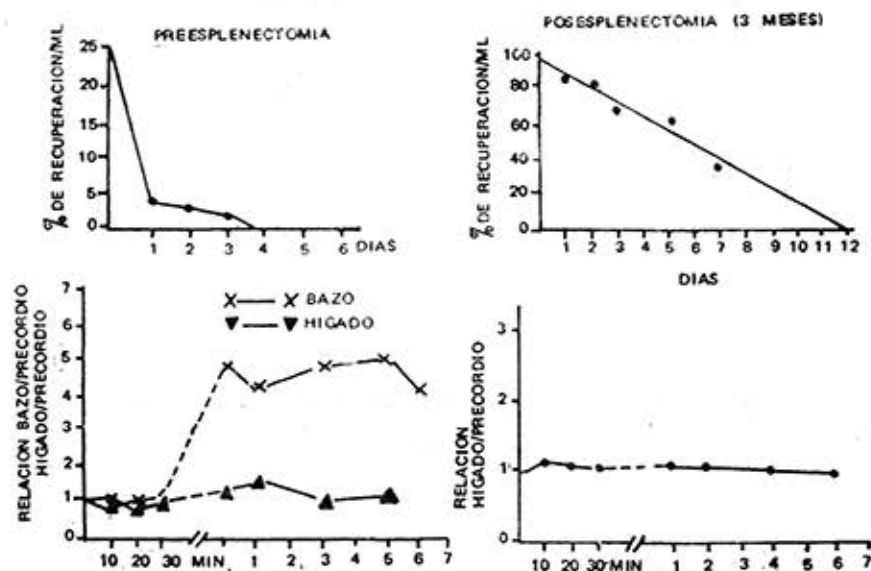 PREESPLENECTOMIA
% DE RECUPERACION/ML
25
20
15
10
5
0
1 2 3 4 5 6 DIAS
POSESPLENECTOMIA (3 MESES)
% DE RECUPERACION/ML
100
80
60
40
20
0
1 2 3 4 5 6 7 8 9 10 11 12
DIAS
RELACION BAZO/PRECORDIO
HIGADO/PRECORDIO
7
5
4
2
1
0
BAZO
HIGADO
10 20 30 MIN. 1 2 3 4 5 6 7
RELACION
HIGADO/PRECORDIO
3
2
1
0
10 20 30 MIN 1 2 3 4 5 6 7